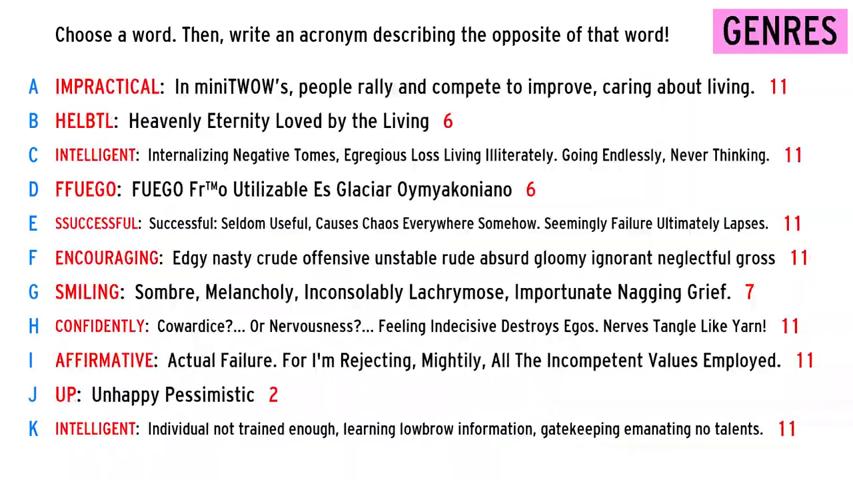 Choose a word. Then, write an acronym describing the opposite of that word!
GENRES
A IMPRACTICAL: In miniTWOW's, people rally and compete to improve, caring about living. 11
B HELBTL: Heavenly Eternity Loved by the Living 6
C INTELLIGENT: Internalizing Negative Tomes, Egregious Loss Living Illiterately. Going Endlessly, Never Thinking. 11
D FFUEGO: FUEGO Fr™o Utilizable Es Glaciar Oymyakoniano 6
E SSUCCESSFUL: Successful: Seldom Useful, Causes Chaos Everywhere Somehow. Seemingly Failure Ultimately Lapses. 11
F ENCOURAGING: Edgy nasty crude offensive unstable rude absurd gloomy ignorant neglectful gross 11
G SMILING: Sombre, Melancholy, Inconsolably Lachrymose, Importunate Nagging Grief. 7
H CONFIDENTLY: Cowardice?... Or Nervousness?... Feeling Indecisive Destroys Egos. Nerves Tangle Like Yarn! 11
I AFFIRMATIVE: Actual Failure. For I'm Rejecting, Mightily, All The Incompetent Values Employed. 11
J UP: Unhappy Pessimistic 2
K INTELLIGENT: Individual not trained enough, learning lowbrow information, gatekeeping emanating no talents. 11